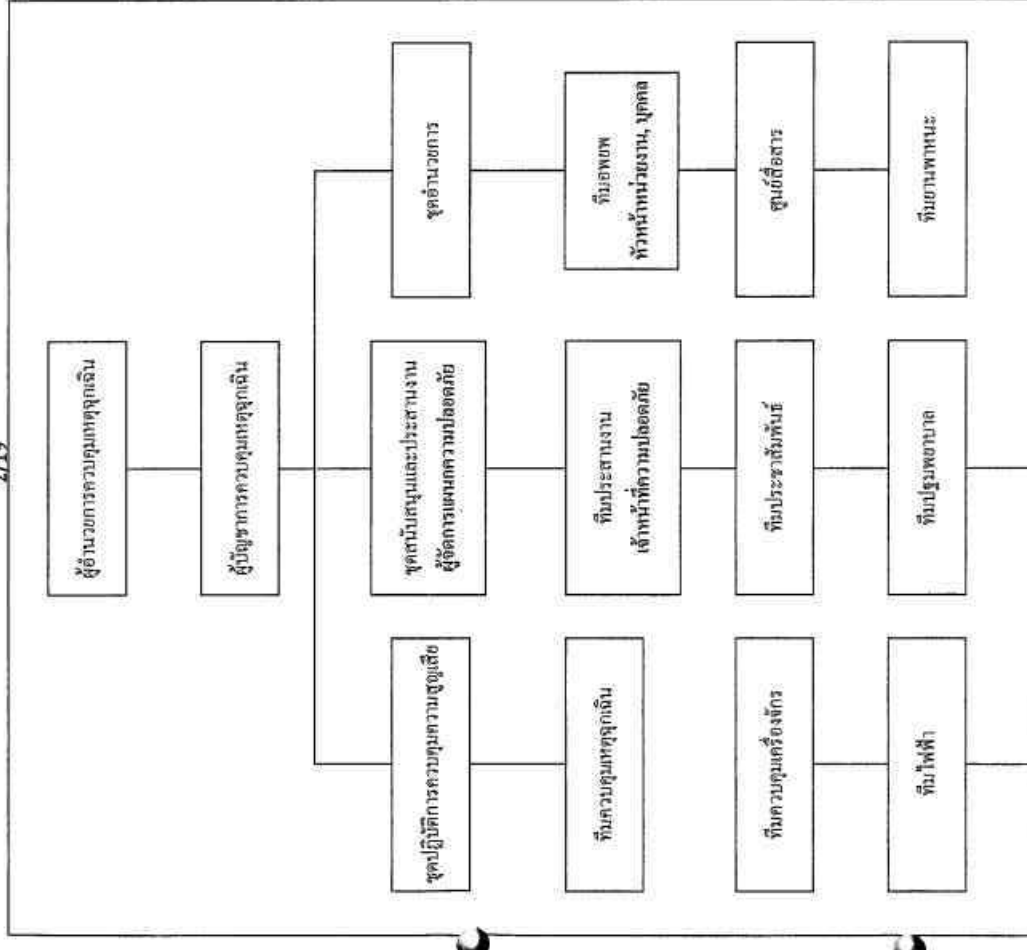 2/19
ผู้อำนวยการควบคุมเหตุฉุกเฉิน
ผู้บัญชาการควบคุมเหตุฉุกเฉิน
ชุดปฏิบัติการควบคุมความสูญเสีย
ชุดสนับสนุนและประสานงาน
ผู้จัดการแผนกความปลอดภัย
ชุดอำนวยการ
ทีมควบคุมเหตุฉุกเฉิน
ทีมประสานงาน
เจ้าหน้าที่ความปลอดภัย
ทีมอพยพ
หัวหน้าหน่วยงาน, บุคคล
ทีมควบคุมเครื่องจักร
ทีมประชาสัมพันธ์
ศูนย์สื่อสาร
ทีมไฟฟ้า
ทีมปฐมพยาบาล
ทีมยานพาหนะ